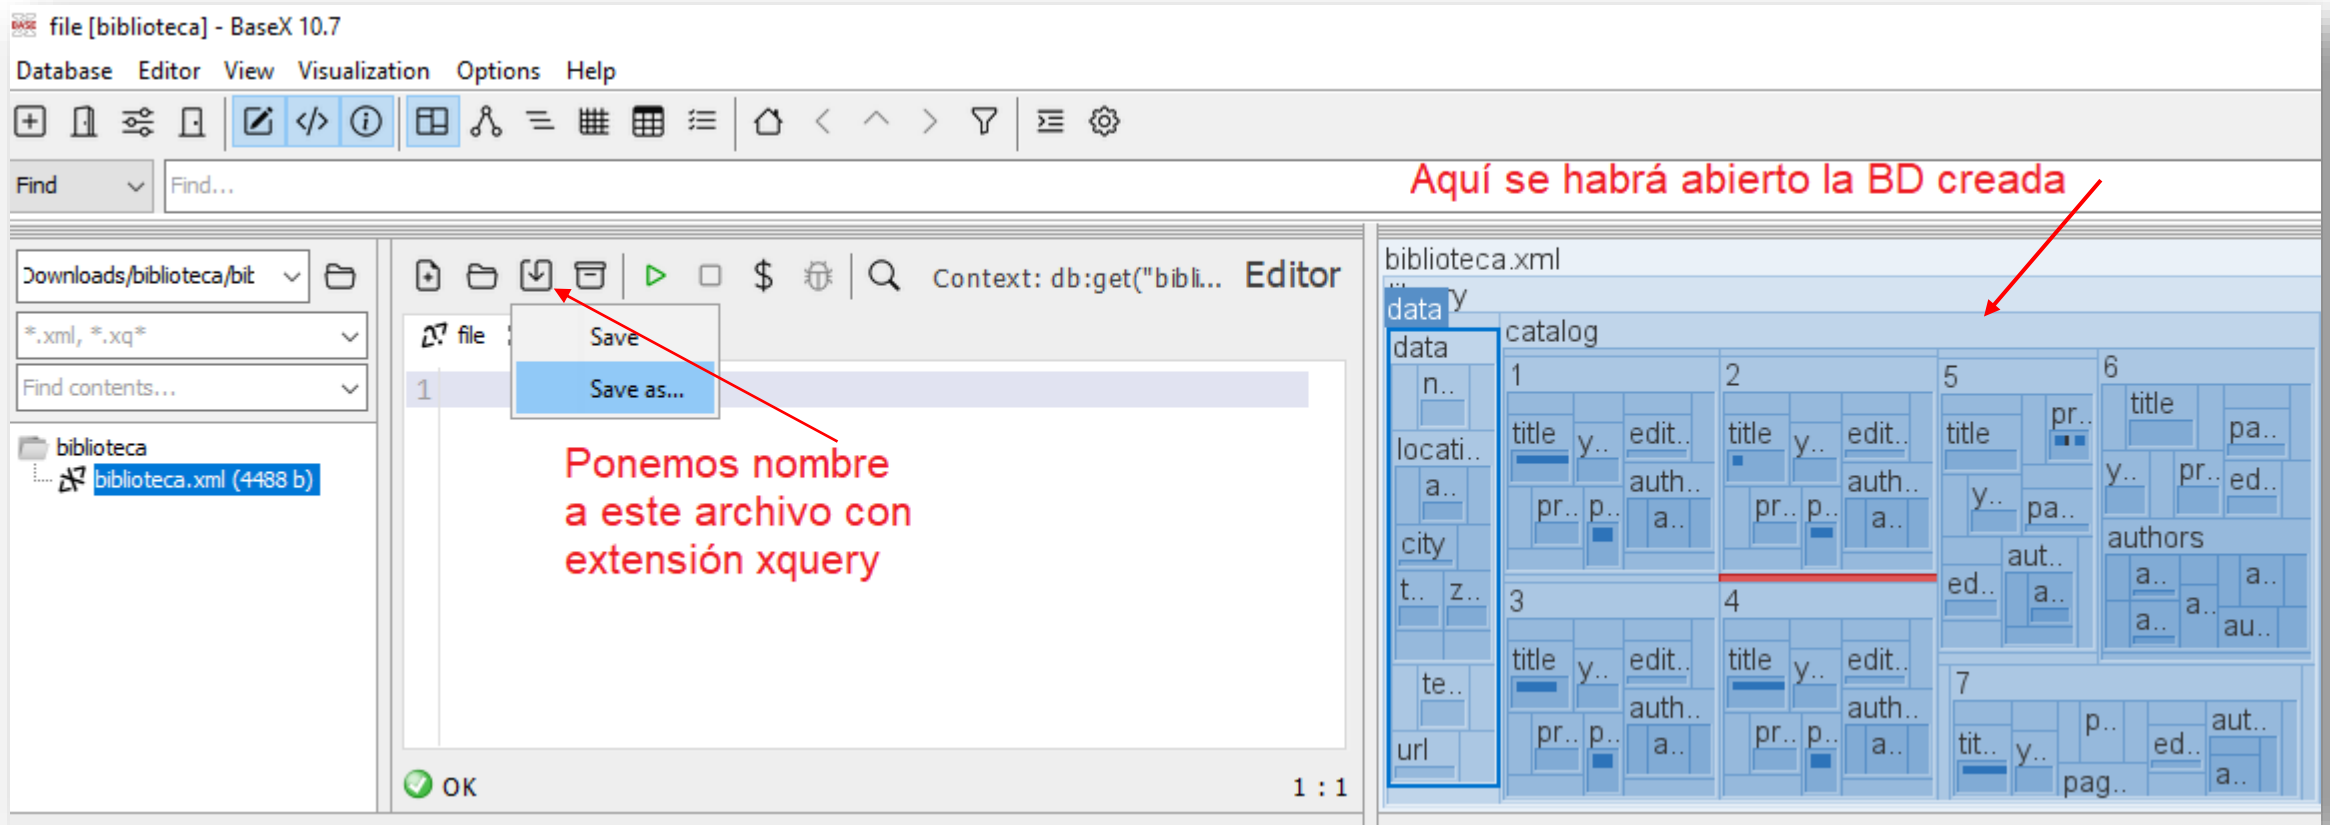 BASE
file [biblioteca] - BaseX 10.7
Database Editor View Visualization Options Help
Find
Find...
Aquí se habrá abierto la BD creada
Downloads/biblioteca/bit
*.xml, *.xq*
Find contents...
biblioteca
biblioteca.xml (4488 b)
Context: db:get("bibli... Editor
file
Save
Save as...
1
Ponemos nombre
a este archivo con
extensión xquery
OK
1 : 1
biblioteca.xml
data
data
n..
locati..
a..
city
t.. z..
te..
url
catalog
1
title y.. edit..
pr.. p.. auth..
a..
2
title y.. edit..
pr.. p.. auth..
a..
3
title y.. edit..
pr.. p.. auth..
a..
4
title y.. edit..
pr.. p.. auth..
a..
5
title pr..
y.. pa..
ed.. aut..
a..
6
title pa..
y.. pr.. ed..
authors
a.. a..
a.. a..
au..
7
tit.. y.. p.. ed.. aut..
pag.. a..